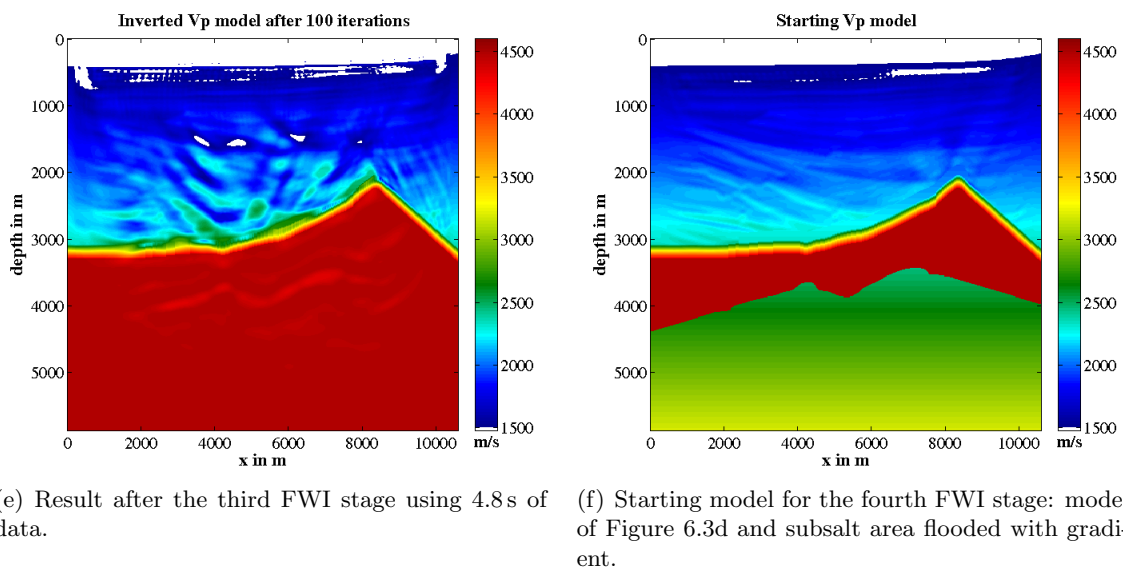 Inverted Vp model after 100 iterations
0
1000
2000
3000
4000
5000
depth in m
0
2000
4000
6000
8000
10000
x in m
4500
4000
3500
3000
2500
2000
1500
m/s
Starting Vp model
0
1000
2000
3000
4000
5000
depth in m
0
2000
4000
6000
8000
10000
x in m
4500
4000
3500
3000
2500
2000
1500
m/s
e) Result after the third FWI stage using 4.8 s of
data.
(f) Starting model for the fourth FWI stage: mode
of Figure 6.3d and subsalt area flooded with gradi-
ent.